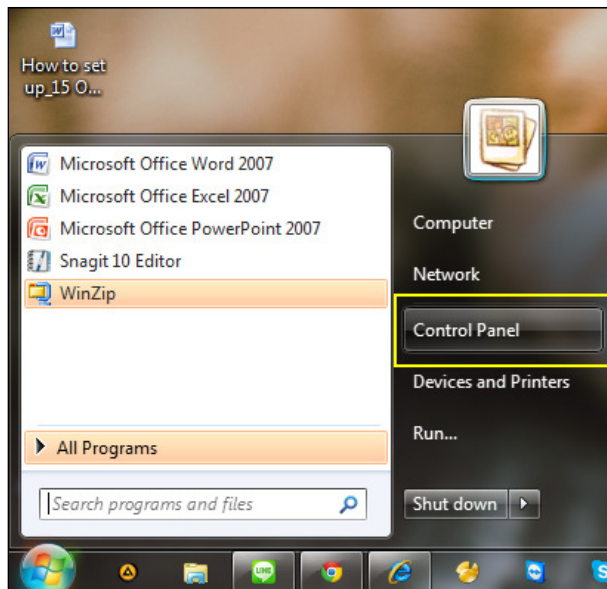 How to set
up_15 O...
Microsoft Office Word 2007
Microsoft Office Excel 2007
Microsoft Office PowerPoint 2007
Snagit 10 Editor
WinZip
All Programs
Search programs and files
Computer
Network
Control Panel
Devices and Printers
Run...
Shut down
LINE